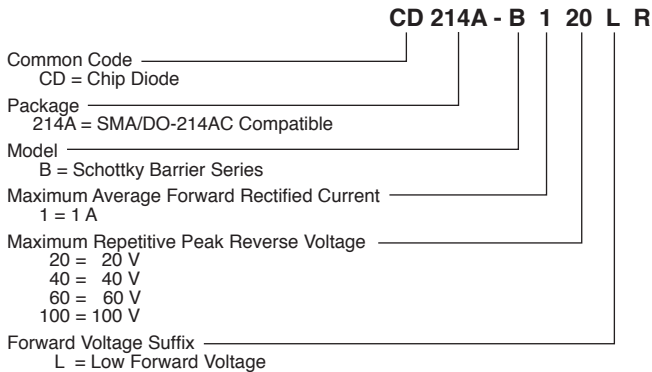 CD 214A - B 1 20 L R
Common Code
CD = Chip Diode
Package
214A = SMA/DO-214AC Compatible
Model
B = Schottky Barrier Series
Maximum Average Forward Rectified Current
1 = 1 A
Maximum Repetitive Peak Reverse Voltage
20 = 20 V
40 = 40 V
60 = 60 V
100 = 100 V
Forward Voltage Suffix
L = Low Forward Voltage